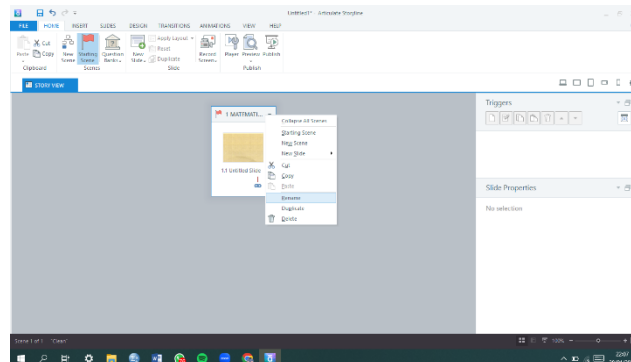 Untitled1* - Articulate Storyline
FILE HOME INSERT SLIDES DESIGN TRANSITIONS ANIMATIONS VIEW HELP
Paste Cut Copy
Clipboard
New Scene Starting Scene Question Banks
Scenes
New Slide Apply Layout Reset Duplicate Record Screen
Slide
Player Preview Publish
Publish
STORY VIEW
1 MATEMATI...
1.1 Untitled Slide
Collapse All Scenes
Starting Scene
New Scene
New Slide
Cut
Copy
Paste
Rename
Duplicate
Delete
Triggers
Slide Properties
No selection
Scene 1 of 1 "Clean" 100%
22:07